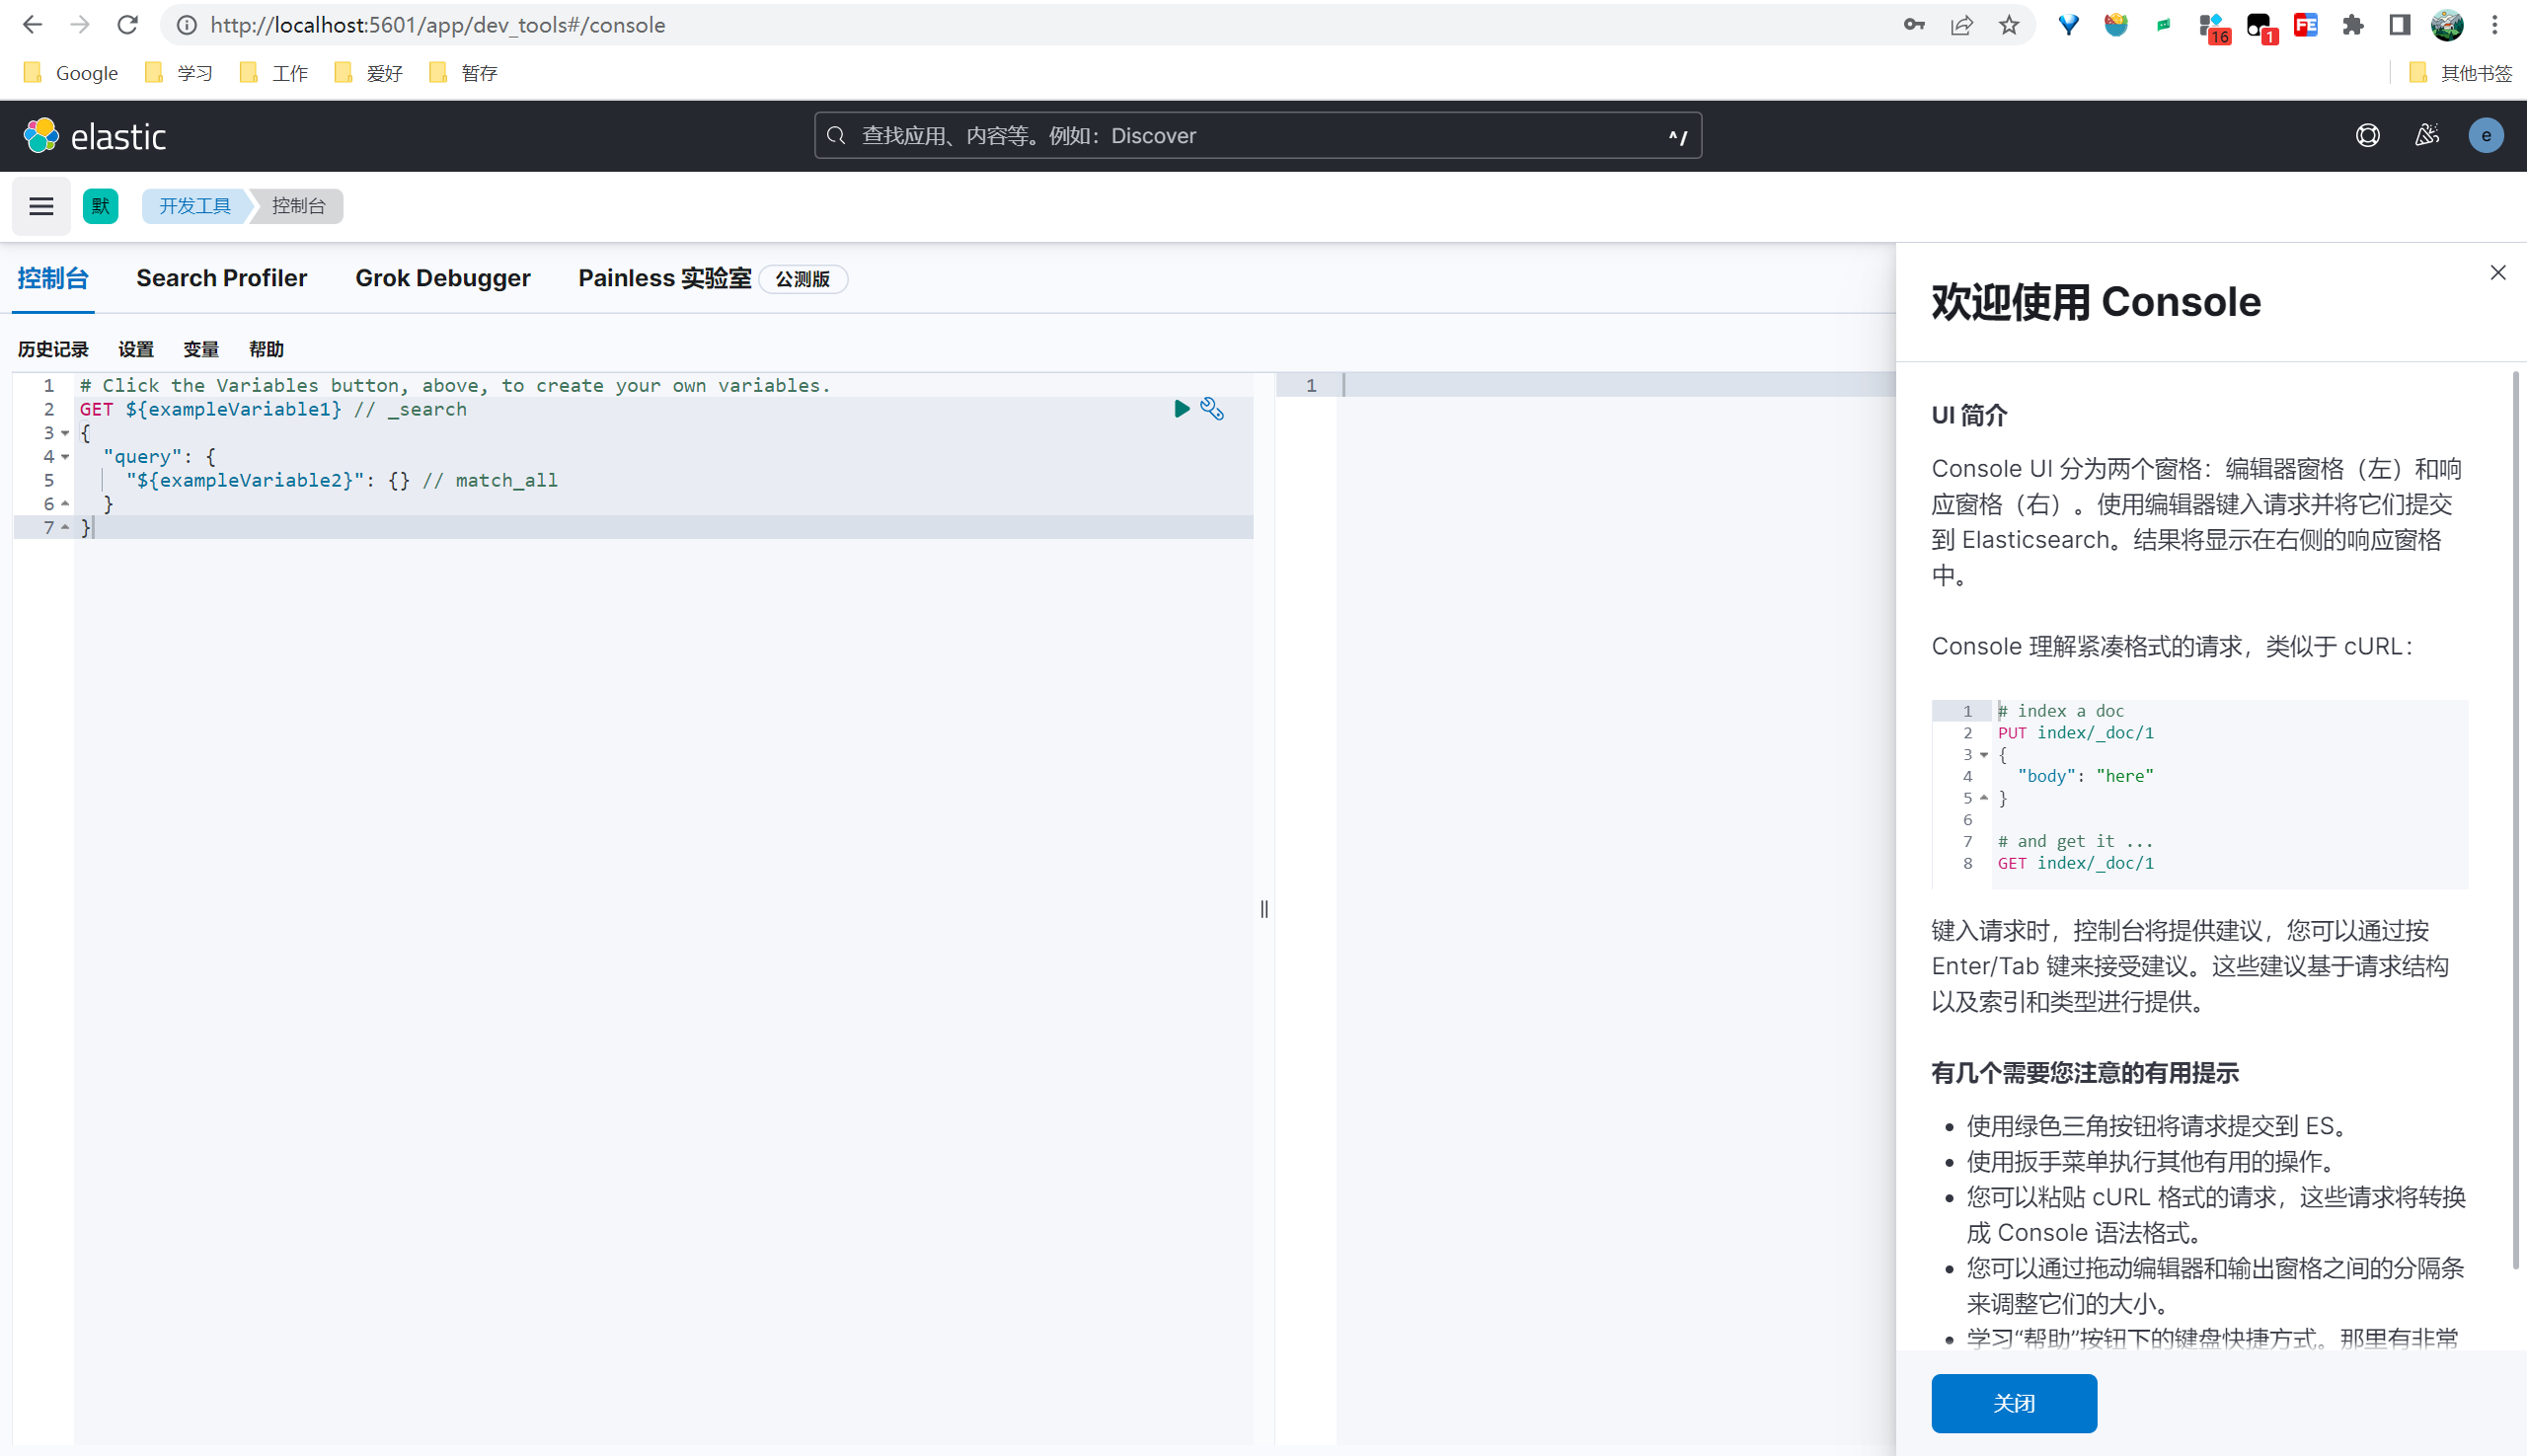 http://localhost:5601/app/dev_tools#/console
16
1
FE
Google
学习
工作
爱好
暂存
其他书签
elastic
查找应用、内容等。例如：Discover
^/
e
默
开发工具
控制台
控制台
Search Profiler
Grok Debugger
Painless 实验室
公测版
历史记录
设置
变量
帮助
1 # Click the Variables button, above, to create your own variables.
2 GET ${exampleVariable1} // _search
3 {
4 "query": {
5 "${exampleVariable2}": {} // match_all
6 }
7 }
1
欢迎使用 Console
UI 简介
Console UI 分为两个窗格：编辑器窗格（左）和响
应窗格（右）。使用编辑器键入请求并将它们提交
到 Elasticsearch。结果将显示在右侧的响应窗格
中。
Console 理解紧凑格式的请求，类似于 cURL：
1 # index a doc
2 PUT index/_doc/1
3 {
4 "body": "here"
5 }
6
7 # and get it ...
8 GET index/_doc/1
键入请求时，控制台将提供建议，您可以通过按
Enter/Tab 键来接受建议。这些建议基于请求结构
以及索引和类型进行提供。
有几个需要您注意的有用提示
• 使用绿色三角按钮将请求提交到 ES。
• 使用扳手菜单执行其他有用的操作。
• 您可以粘贴 cURL 格式的请求，这些请求将转换
成 Console 语法格式。
• 您可以通过拖动编辑器和输出窗格之间的分隔条
来调整它们的大小。
• 学习“帮助”按钮下的键盘快捷方式。那里有非常
关闭